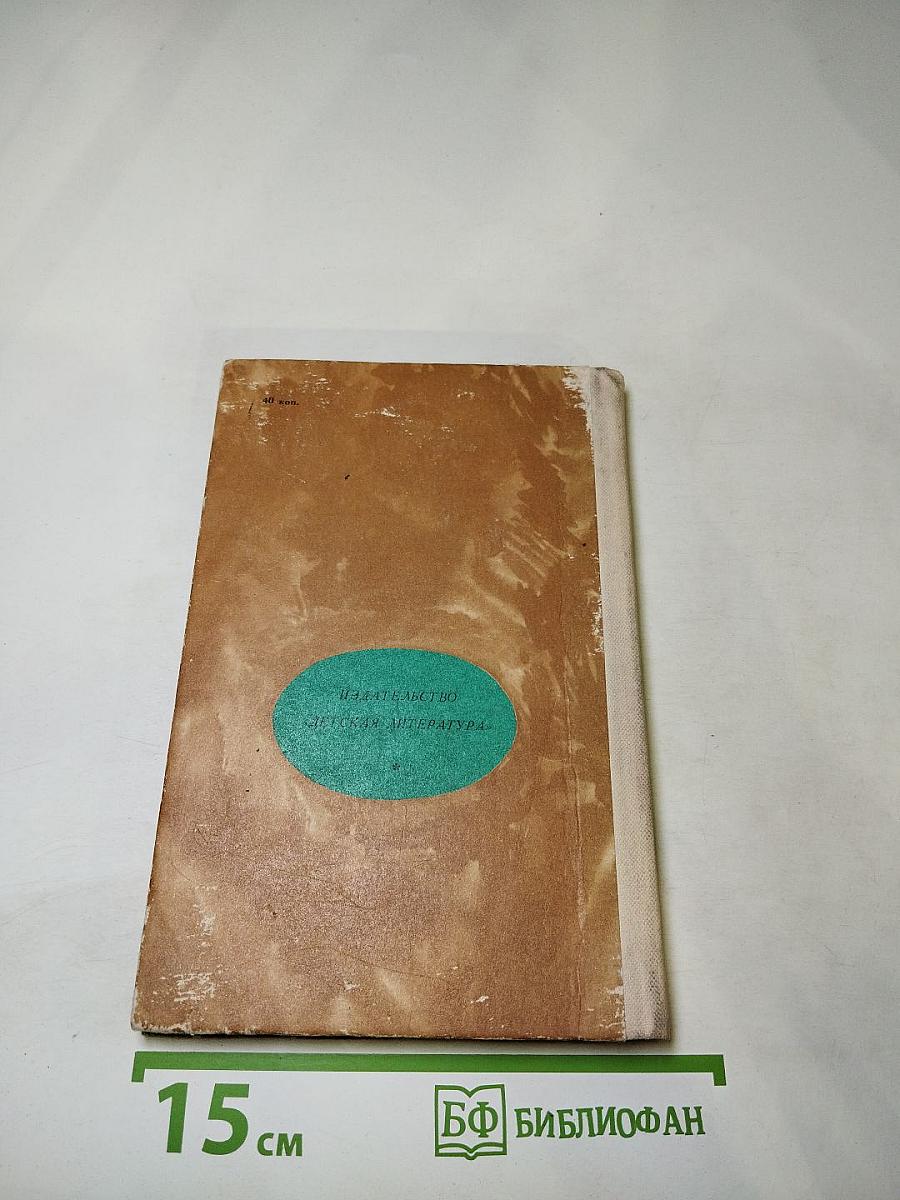 40 коп.
ИЗДАТЕЛЬСТВО
«ДЕТСКАЯ ЛИТЕРАТУРА»
*
15 см
БФ БИБЛИОФАН